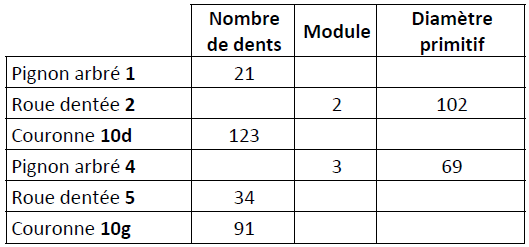 Nombre de dents Module Diamètre primitif
Pignon arbré 1 21
Roue dentée 2 2 102
Couronne 10d 123
Pignon arbré 4 3 69
Roue dentée 5 34
Couronne 10g 91